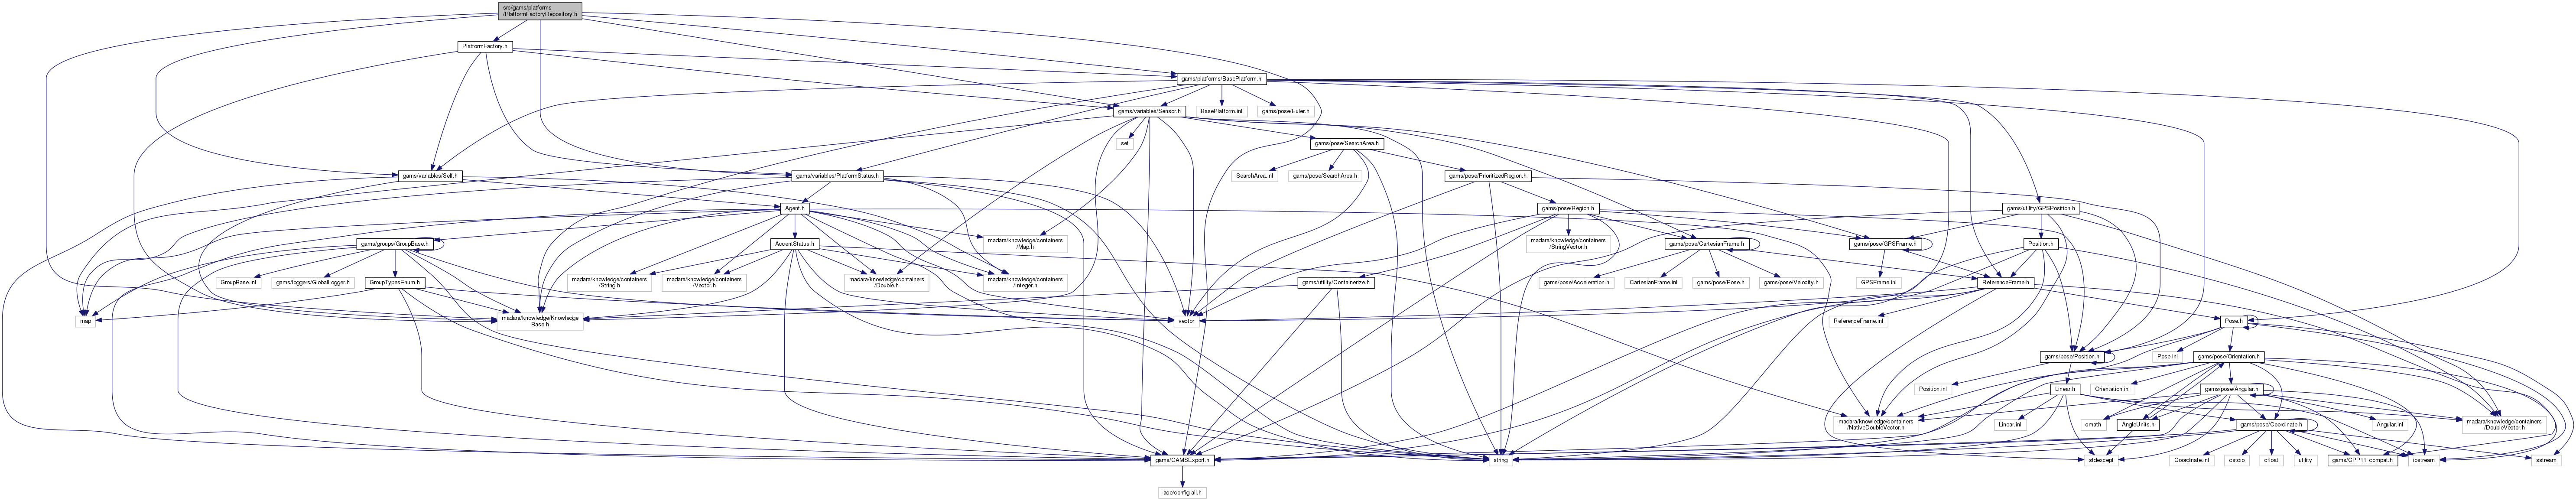 src/gams/platforms
/PlatformFactoryRepository.h
PlatformFactory.h
gams/platforms/BasePlatform.h
gams/variables/Sensor.h
BasePlatform.inl
gams/pose/Euler.h
set
gams/pose/SearchArea.h
gams/variables/Self.h
gams/variables/PlatformStatus.h
SearchArea.inl
gams/pose/SearchArea.h
gams/pose/PrioritizedRegion.h
Agent.h
gams/pose/Region.h
gams/utility/GPSPosition.h
gams/groups/GroupBase.h
AccentStatus.h
madara/knowledge/containers
/Map.h
madara/knowledge/containers
/StringVector.h
gams/pose/CartesianFrame.h
gams/pose/GPSFrame.h
Position.h
GroupBase.inl
gams/loggers/GlobalLogger.h
GroupTypesEnum.h
madara/knowledge/containers
/String.h
madara/knowledge/containers
/Vector.h
madara/knowledge/containers
/Double.h
madara/knowledge/containers
/Integer.h
gams/utility/Containerize.h
gams/pose/Acceleration.h
CartesianFrame.inl
gams/pose/Pose.h
gams/pose/Velocity.h
GPSFrame.inl
ReferenceFrame.h
map
madara/knowledge/Knowledge
Base.h
vector
ReferenceFrame.inl
Pose.h
gams/pose/Position.h
Pose.inl
gams/pose/Orientation.h
Position.inl
Linear.h
Orientation.inl
gams/pose/Angular.h
madara/knowledge/containers
/NativeDoubleVector.h
Linear.inl
cmath
AngleUnits.h
gams/pose/Coordinate.h
Angular.inl
madara/knowledge/containers
/DoubleVector.h
gams/GAMSExport.h
string
stdexcept
Coordinate.inl
cstdio
cfloat
utility
gams/CPP11_compat.h
iostream
sstream
ace/config-all.h